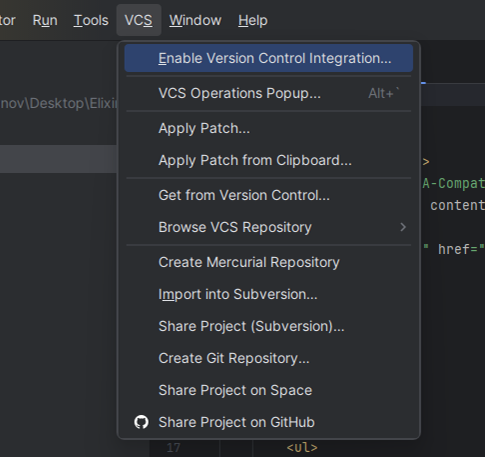 tor Run Tools VCS Window Help
Enable Version Control Integration...
nov\Desktop\Elixir
VCS Operations Popup... Alt+`
Apply Patch...
Apply Patch from Clipboard...
>
A-Compat
Get from Version Control...
content
Browse VCS Repository
" href="
Create Mercurial Repository
Import into Subversion...
Share Project (Subversion)...
Create Git Repository...
Share Project on Space
Share Project on GitHub
17 <ul>